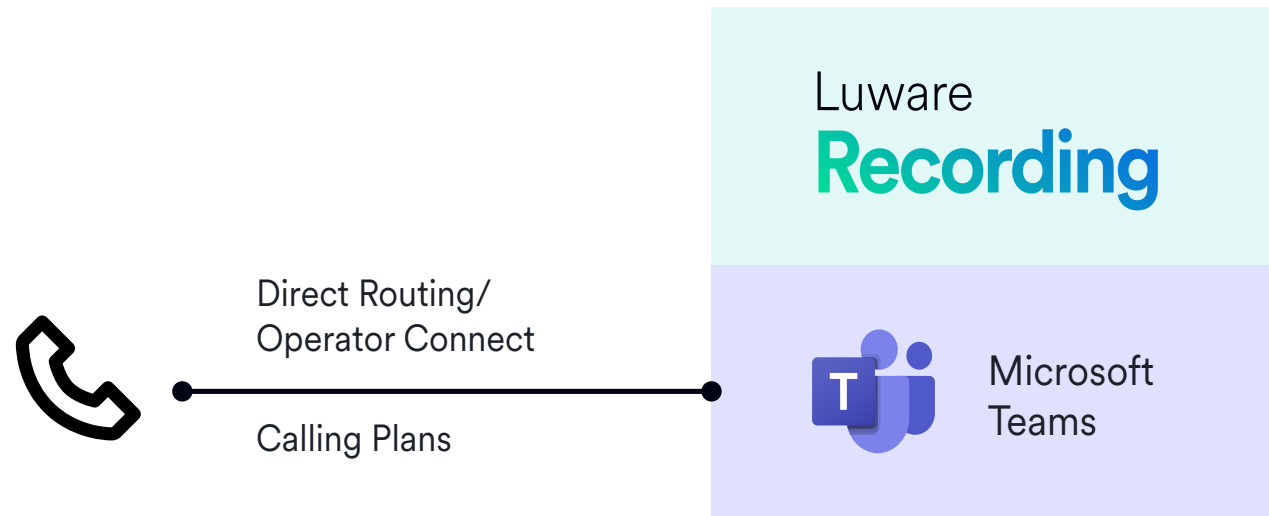 Luware
Recording
Direct Routing/
Operator Connect
Calling Plans
T
Microsoft
Teams